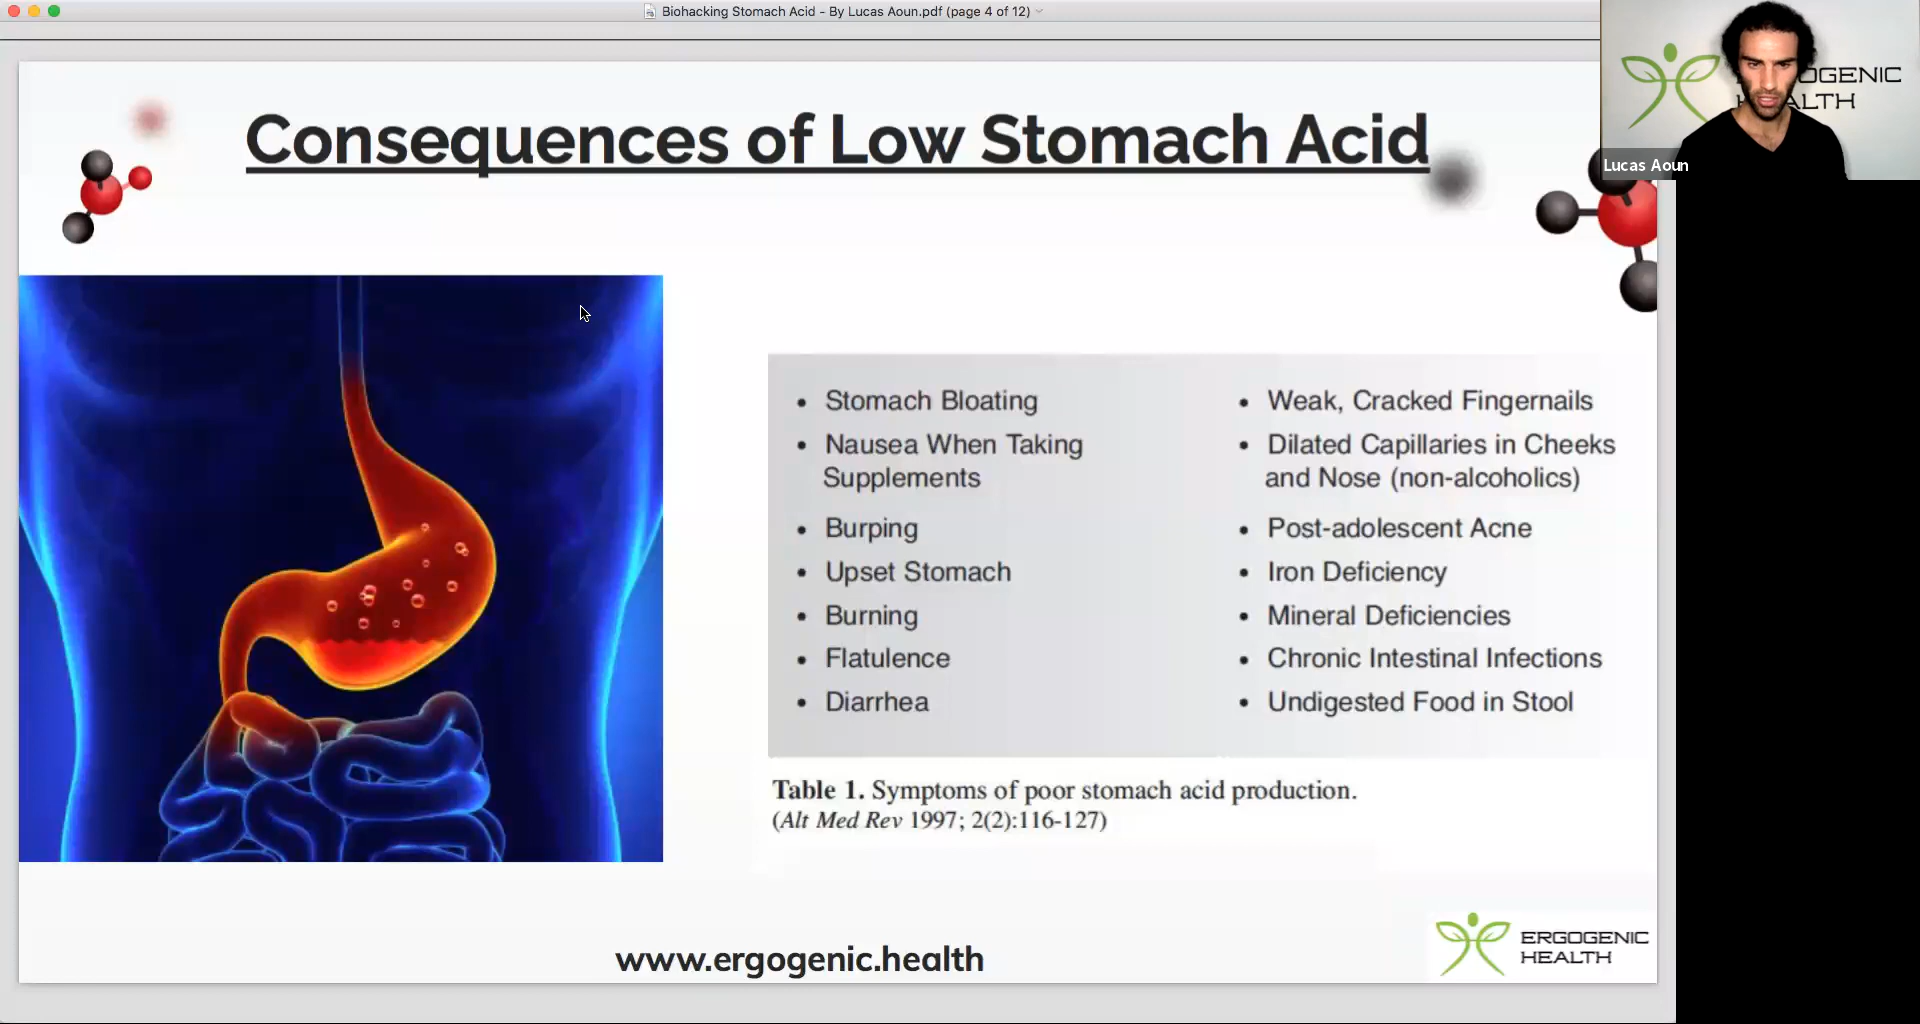 Biohacking Stomach Acid - By Lucas Aoun.pdf (page 4 of 12)
Consequences of Low Stomach Acid
OGENIC
ALTH
Lucas Aoun
• Stomach Bloating
• Nausea When Taking
Supplements
• Burping
• Upset Stomach
• Burning
• Flatulence
• Diarrhea
• Weak, Cracked Fingernails
• Dilated Capillaries in Cheeks
and Nose (non-alcoholics)
• Post-adolescent Acne
• Iron Deficiency
• Mineral Deficiencies
• Chronic Intestinal Infections
• Undigested Food in Stool
Table 1. Symptoms of poor stomach acid production.
(Alt Med Rev 1997; 2(2):116-127)
www.ergogenic.health
ERGOGENIC
HEALTH